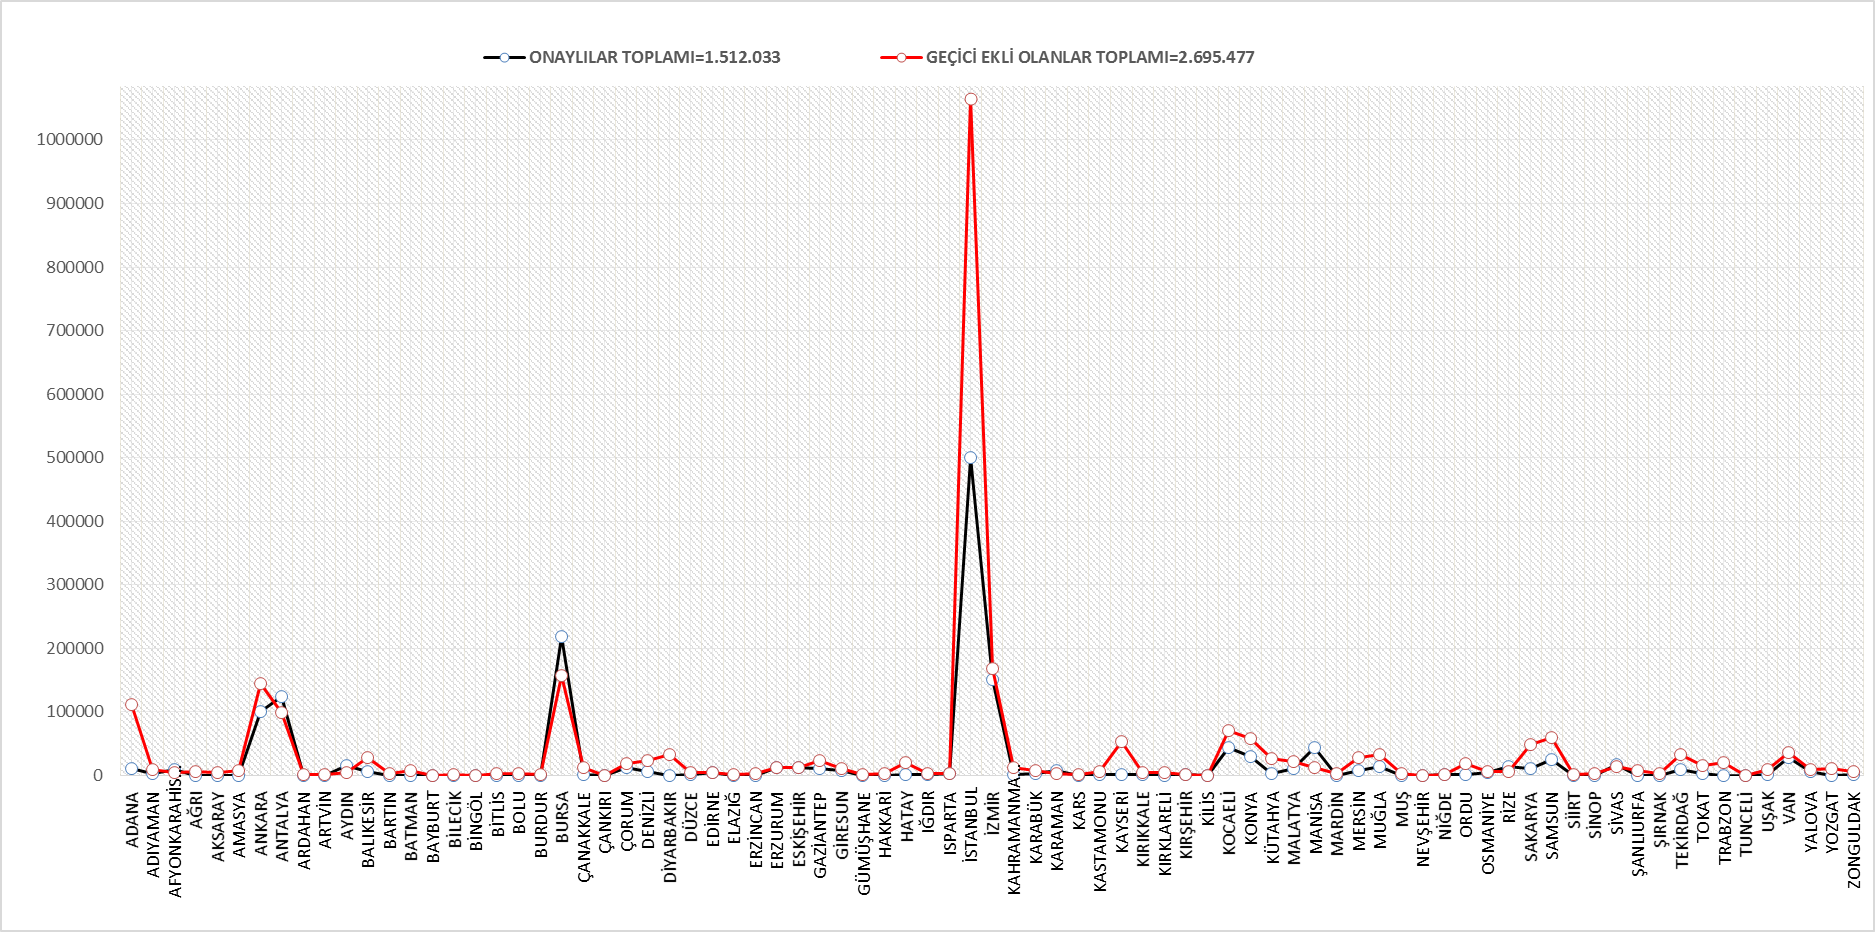 ONAYLILAR TOPLAMI=1.512.033
GEÇİCİ EKLİ OLANLAR TOPLAMI=2.695.477
1000000
900000
800000
700000
600000
500000
400000
300000
200000
100000
0
ADANA
ADIYAMAN
AFYONKARAHİS
AĞRI
AKSARAY
AMASYA
ANKARA
ANTALYA
ARDAHAN
ARTVİN
AYDIN
BALIKESİR
BARTIN
BATMAN
BAYBURT
BİLECİK
BİNGÖL
BİTLİS
BOLU
BURDUR
BURSA
ÇANAKKALE
ÇANKIRI
ÇORUM
DENİZLİ
DİYARBAKIR
DÜZCE
EDİRNE
ELAZIĞ
ERZİNCAN
ERZURUM
ESKİŞEHİR
GAZİANTEP
GİRESUN
GÜMÜŞHANE
HAKKARİ
HATAY
IĞDIR
ISPARTA
İSTANBUL
İZMİR
KAHRAMANMA
KARABÜK
KARAMAN
KARS
KASTAMONU
KAYSERİ
KIRIKKALE
KIRKLARELİ
KIRŞEHİR
KİLİS
KOCAELİ
KONYA
KÜTAHYA
MALATYA
MANİSA
MARDİN
MERSİN
MUĞLA
MUŞ
NEVŞEHİR
NİĞDE
ORDU
OSMANİYE
RİZE
SAKARYA
SAMSUN
SİİRT
SİNOP
SİVAS
ŞANLIURFA
ŞIRNAK
TEKİRDAĞ
TOKAT
TRABZON
TUNCELİ
UŞAK
VAN
YALOVA
YOZGAT
ZONGULDAK